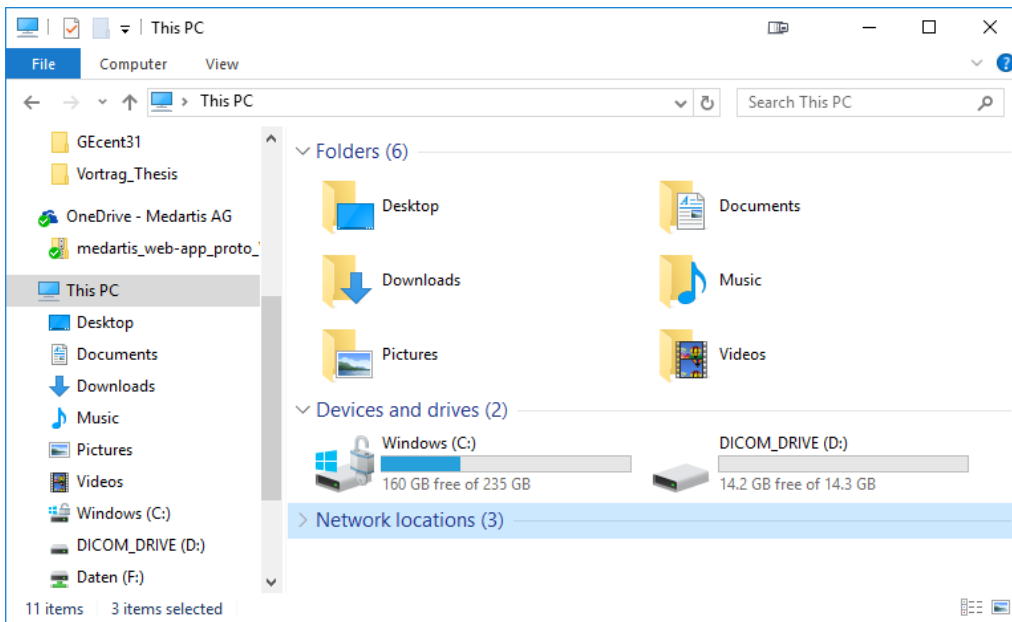 This PC
File Computer View
This PC
Search This PC
GEcent31
Vortrag_Thesis
OneDrive - Medartis AG
medartis_web-app_proto_
This PC
Desktop
Documents
Downloads
Music
Pictures
Videos
Windows (C:)
DICOM_DRIVE (D:)
Daten (F:)
Folders (6)
Desktop
Documents
Downloads
Music
Pictures
Videos
Devices and drives (2)
Windows (C:)
160 GB free of 235 GB
DICOM_DRIVE (D:)
14.2 GB free of 14.3 GB
Network locations (3)
11 items 3 items selected